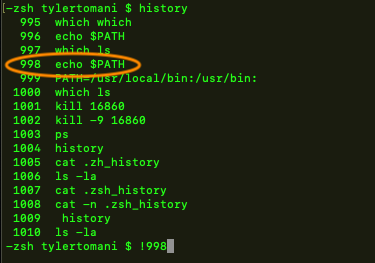 -zsh tylertomani $ history
995 which which
996 echo $PATH
997 which ls
998 echo $PATH
999 PATH=/usr/local/bin:/usr/bin:
1000 which ls
1001 kill 16860
1002 kill -9 16860
1003 ps
1004 history
1005 cat .zh_history
1006 ls -la
1007 cat .zsh_history
1008 cat -n .zsh_history
1009 history
1010 ls -la
-zsh tylertomani $ !998